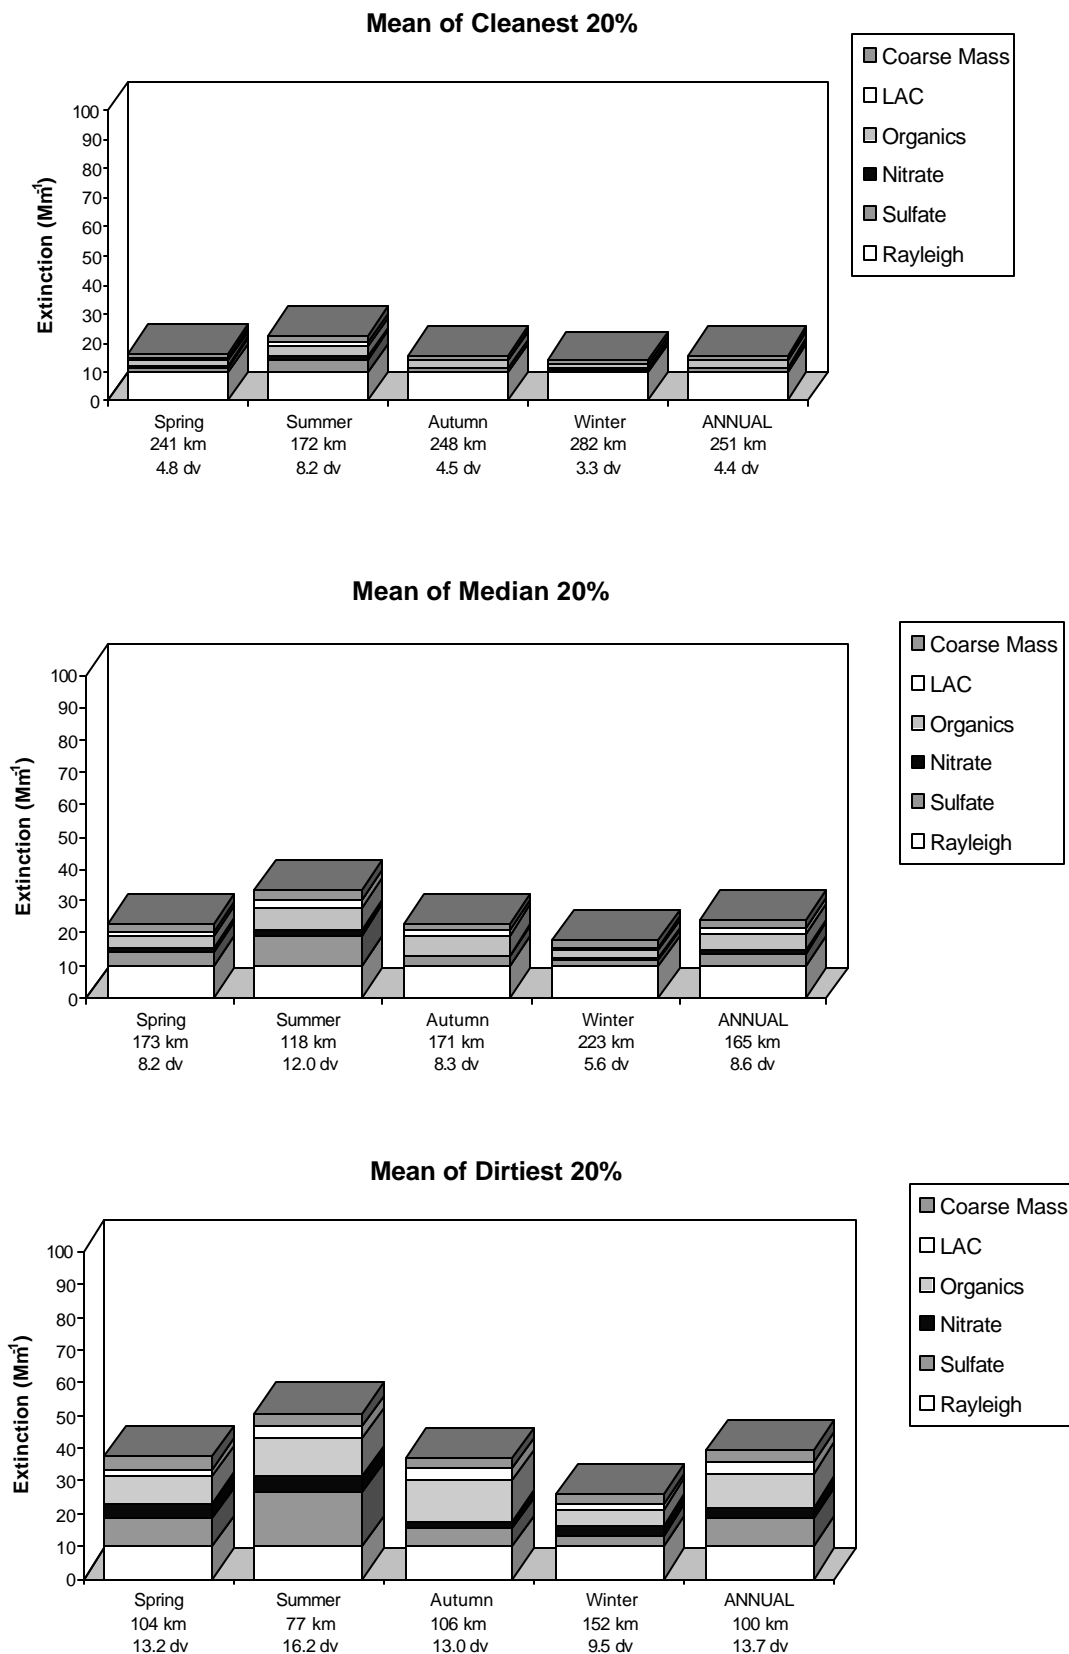 Mean of Cleanest 20%
Coarse Mass
LAC
Organics
Nitrate
Sulfate
Rayleigh
Extinction (Mm-1)
100
90
80
70
60
50
40
30
20
10
0
Spring Summer Autumn Winter ANNUAL
241 km 172 km 248 km 282 km 251 km
4.8 dv 8.2 dv 4.5 dv 3.3 dv 4.4 dv
Mean of Median 20%
Coarse Mass
LAC
Organics
Nitrate
Sulfate
Rayleigh
Extinction (Mm-1)
100
90
80
70
60
50
40
30
20
10
0
Spring Summer Autumn Winter ANNUAL
173 km 118 km 171 km 223 km 165 km
8.2 dv 12.0 dv 8.3 dv 5.6 dv 8.6 dv
Mean of Dirtiest 20%
Coarse Mass
LAC
Organics
Nitrate
Sulfate
Rayleigh
Extinction (Mm-1)
100
90
80
70
60
50
40
30
20
10
0
Spring Summer Autumn Winter ANNUAL
104 km 77 km 106 km 152 km 100 km
13.2 dv 16.2 dv 13.0 dv 9.5 dv 13.7 dv